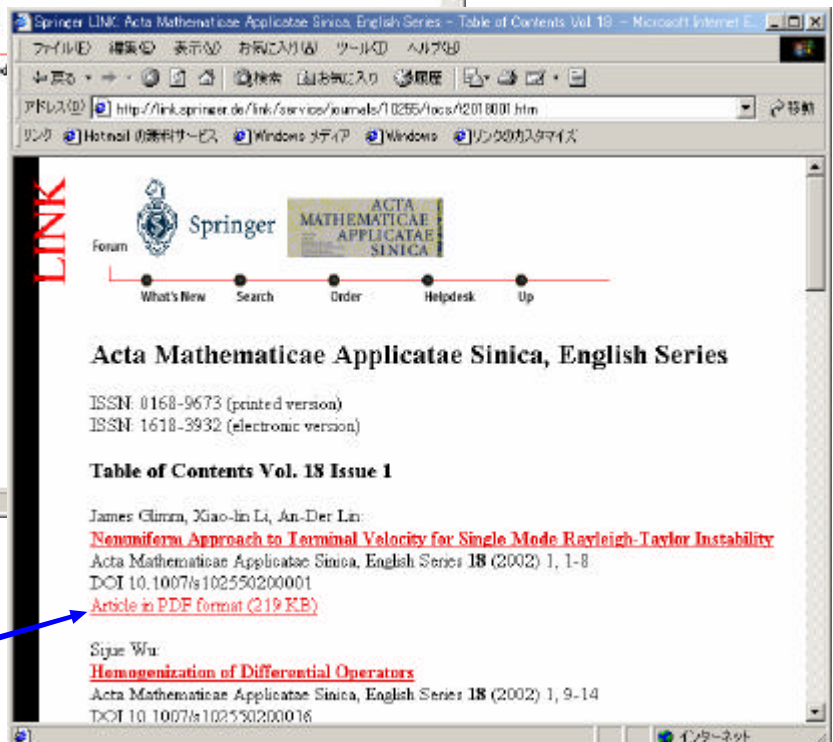 Springer LINK: Acta Mathematicae Applicatae Sinica, English Series - Table of Contents Vol. 18 - Microsoft Internet E...
ファイル(F) 編集(E) 表示(V) お気に入り(A) ツール(T) ヘルプ(H)
戻る 検索 お気に入り 履歴
アドレス(D) http://link.springer.de/link/service/journals/10255/tocs/t2018001.htm 移動
リンク Hotmail の無料サービス Windows メディア Windows リンクのカスタマイズ
LINK
Forum
Springer
ACTA
MATHEMATICAE
APPLICATAE
SINICA
What's New Search Order Helpdesk Up
Acta Mathematicae Applicatae Sinica, English Series
ISSN: 0168-9673 (printed version)
ISSN: 1618-3932 (electronic version)
Table of Contents Vol. 18 Issue 1
James Glimm, Xiao-lin Li, An-Der Lin:
Nonuniform Approach to Terminal Velocity for Single Mode Rayleigh-Taylor Instability
Acta Mathematicae Applicatae Sinica, English Series 18 (2002) 1, 1-8
DOI 10.1007/s102550200001
Article in PDF format (219 KB)
Sijue Wu:
Homogenization of Differential Operators
Acta Mathematicae Applicatae Sinica, English Series 18 (2002) 1, 9-14
DOI 10.1007/s102550200016
インターネット